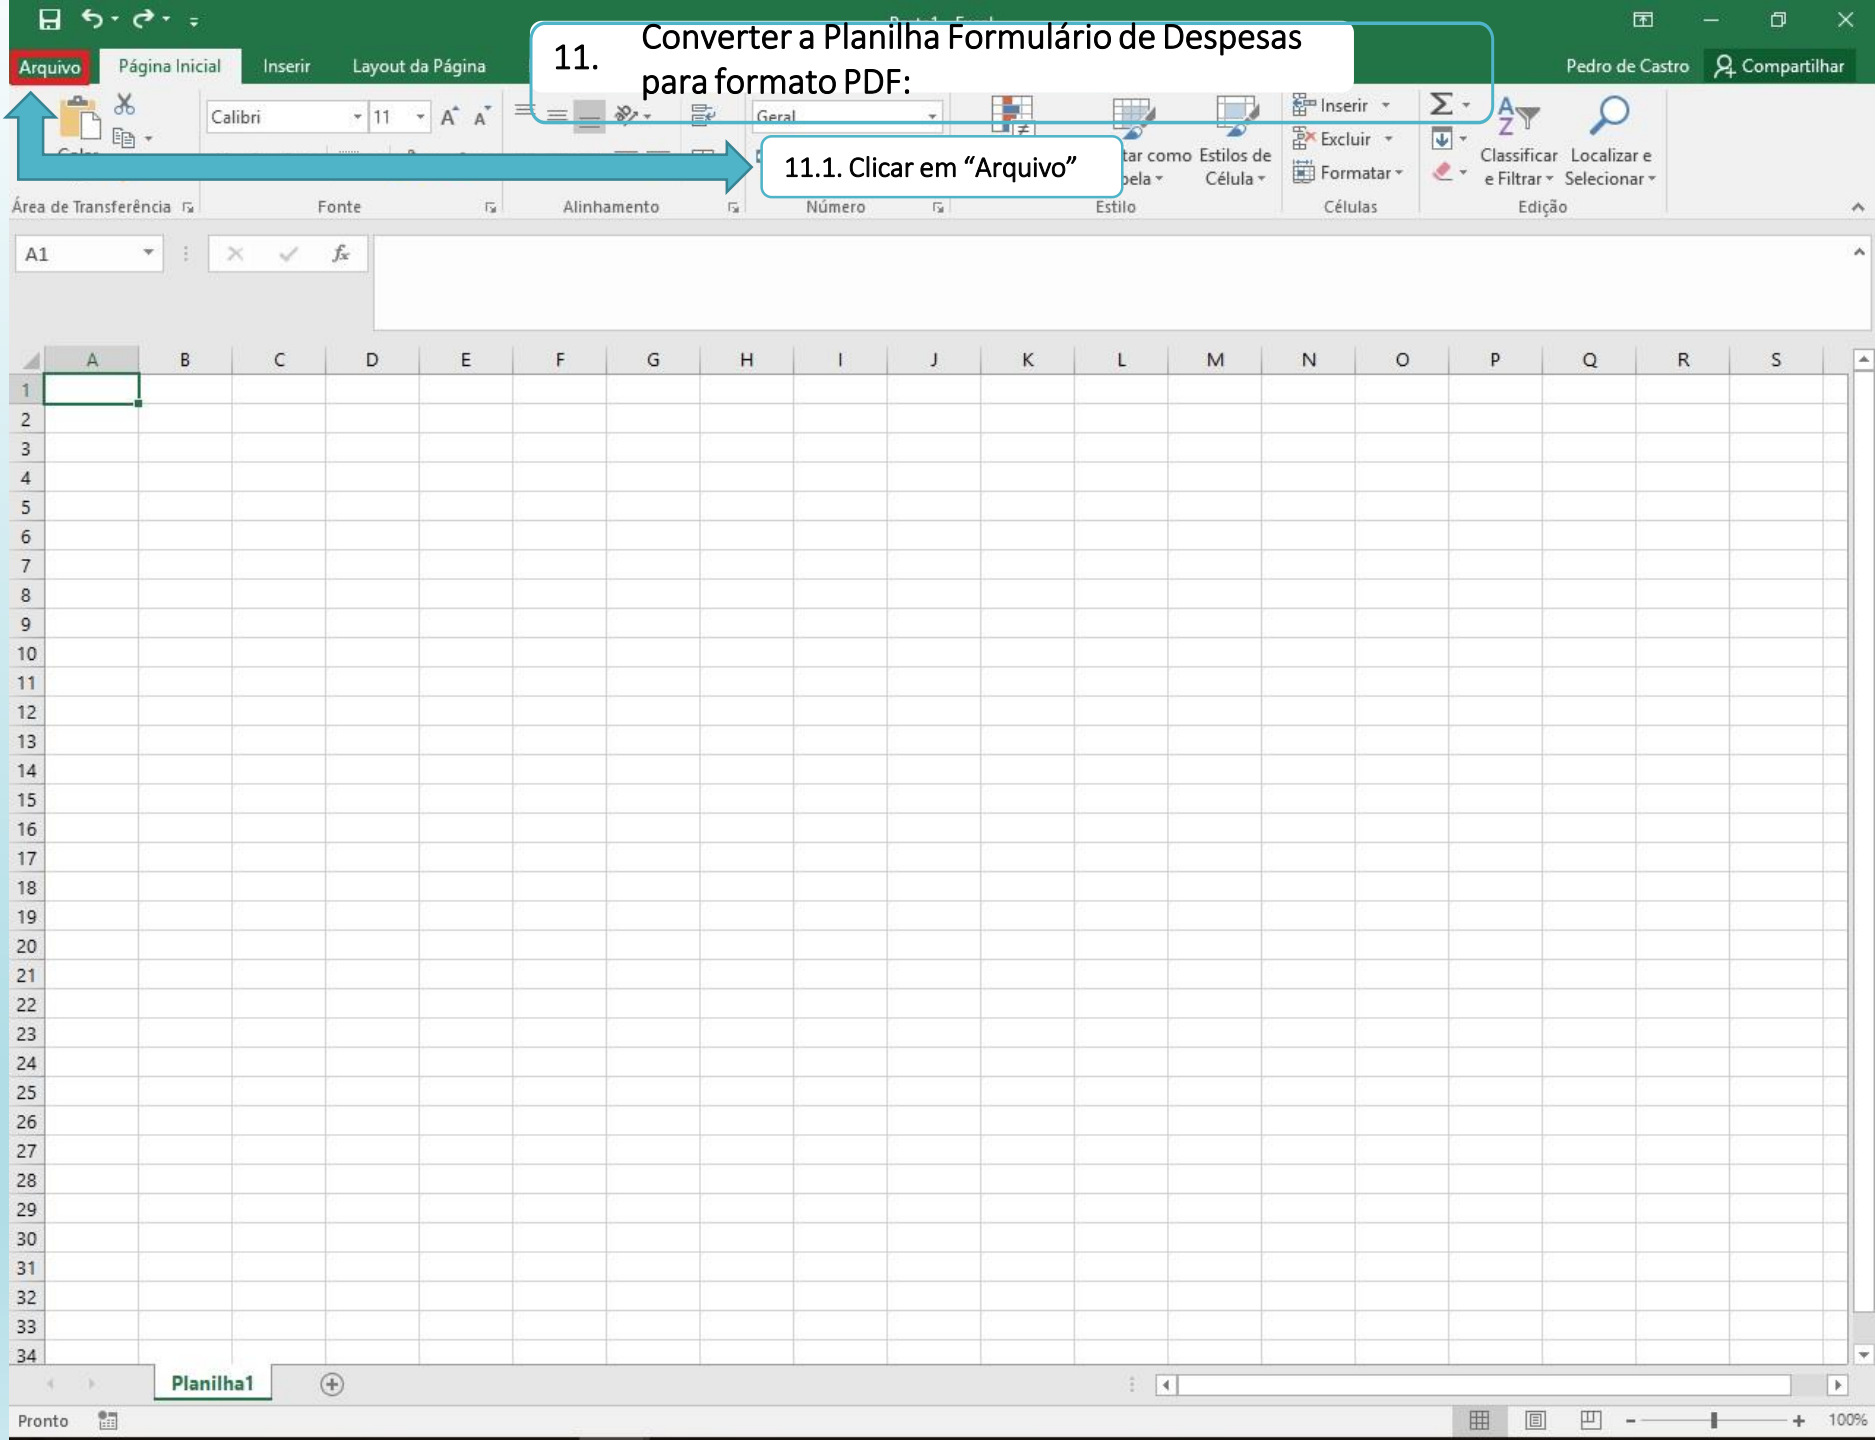 11.
Converter a Planilha Formulário de Despesas
para formato PDF:
Arquivo
Página Inicial
Inserir
Layout da Página
Pedro de Castro
Compartilhar
Calibri
11
Geral
Inserir
Excluir
Formatar
Estilos de
Célula
Classificar
e Filtrar
Localizar e
Selecionar
11.1. Clicar em “Arquivo”
Área de Transferência
Fonte
Alinhamento
Número
Estilo
Células
Edição
A1
fx
A B C D E F G H I J K L M N O P Q R S
1
2
3
4
5
6
7
8
9
10
11
12
13
14
15
16
17
18
19
20
21
22
23
24
25
26
27
28
29
30
31
32
33
34
Planilha1
Pronto
100%